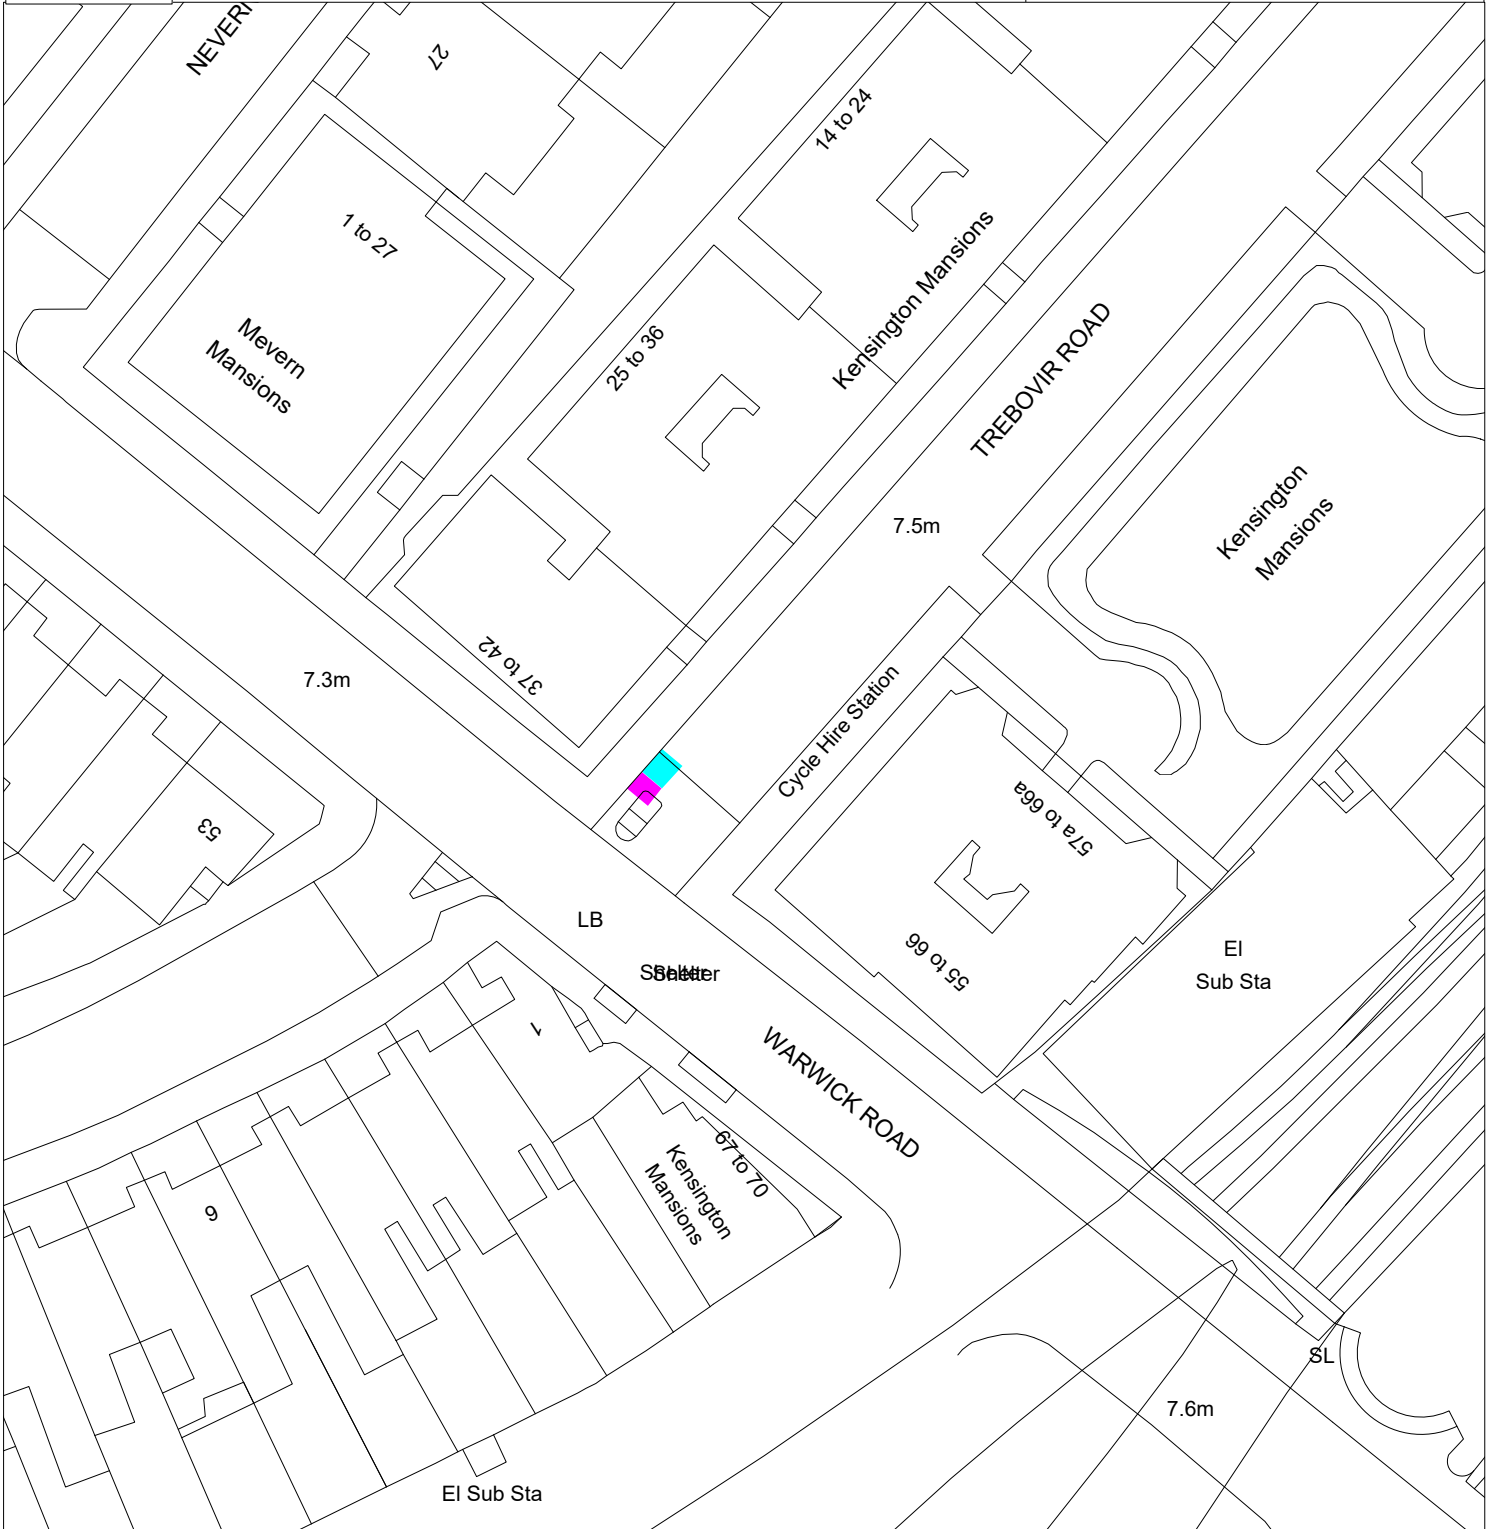 NEVERN
27
14 to 24
1 to 27
Kensington Mansions
Mevern
Mansions
25 to 36
TREBOVIR ROAD
Kensington
Mansions
7.5m
37 to 42
7.3m
Cycle Hire Station
57a to 66a
53
LB
Shelter
Shelter
55 to 66
El
Sub Sta
1
WARWICK ROAD
67 to 70
Kensington
Mansions
9
SL
7.6m
El Sub Sta